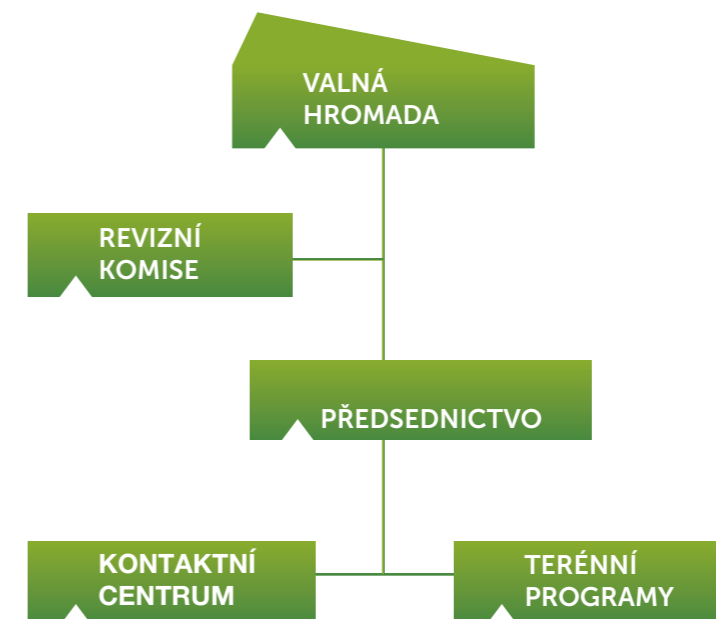 VALNÁ
HROMADA
REVIZNÍ
KOMISE
PŘEDSEDNICTVO
KONTAKTNÍ
CENTRUM
TERÉNNÍ
PROGRAMY